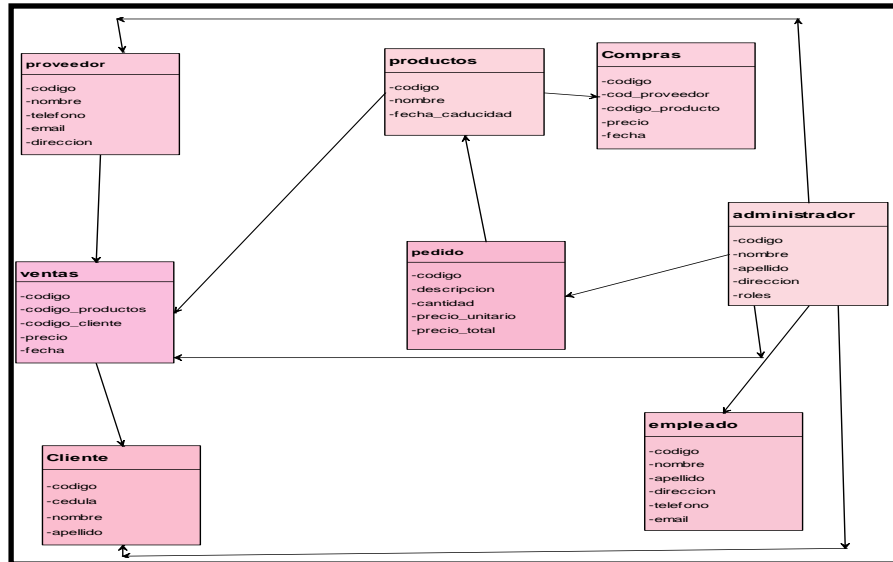 proveedor
-codigo
-nombre
-telefono
-email
-direccion
productos
-codigo
-nombre
-fecha_caducidad
Compras
-codigo
-cod_proveedor
-codigo_producto
-precio
-fecha
administrador
-codigo
-nombre
-apellido
-direccion
-roles
pedido
-codigo
-descripcion
-cantidad
-precio_unitario
-precio_total
ventas
-codigo
-codigo_productos
-codigo_cliente
-precio
-fecha
Cliente
-codigo
-cedula
-nombre
-apellido
empleado
-codigo
-nombre
-apellido
-direccion
-telefono
-email